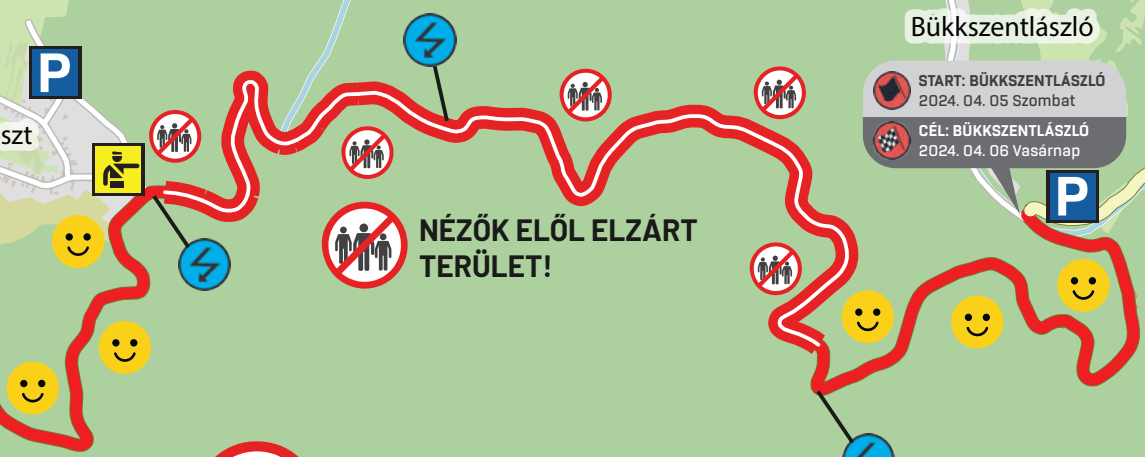 Bükkszentlászló
START: BÜKKSZENTLÁSZLÓ
2024. 04. 05 Szombat
CÉL: BÜKKSZENTLÁSZLÓ
2024. 04. 06 Vasárnap
P
P
szt
NÉZŐK ELŐL ELZÁRT
TERÜLET!